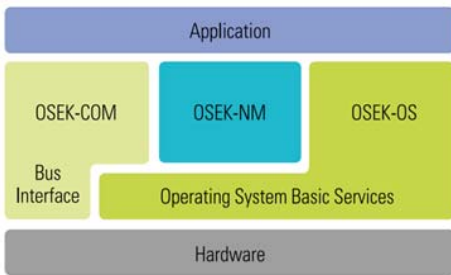 Application
OSEK-COM
OSEK-NM
OSEK-OS
Bus
Interface
Operating System Basic Services
Hardware